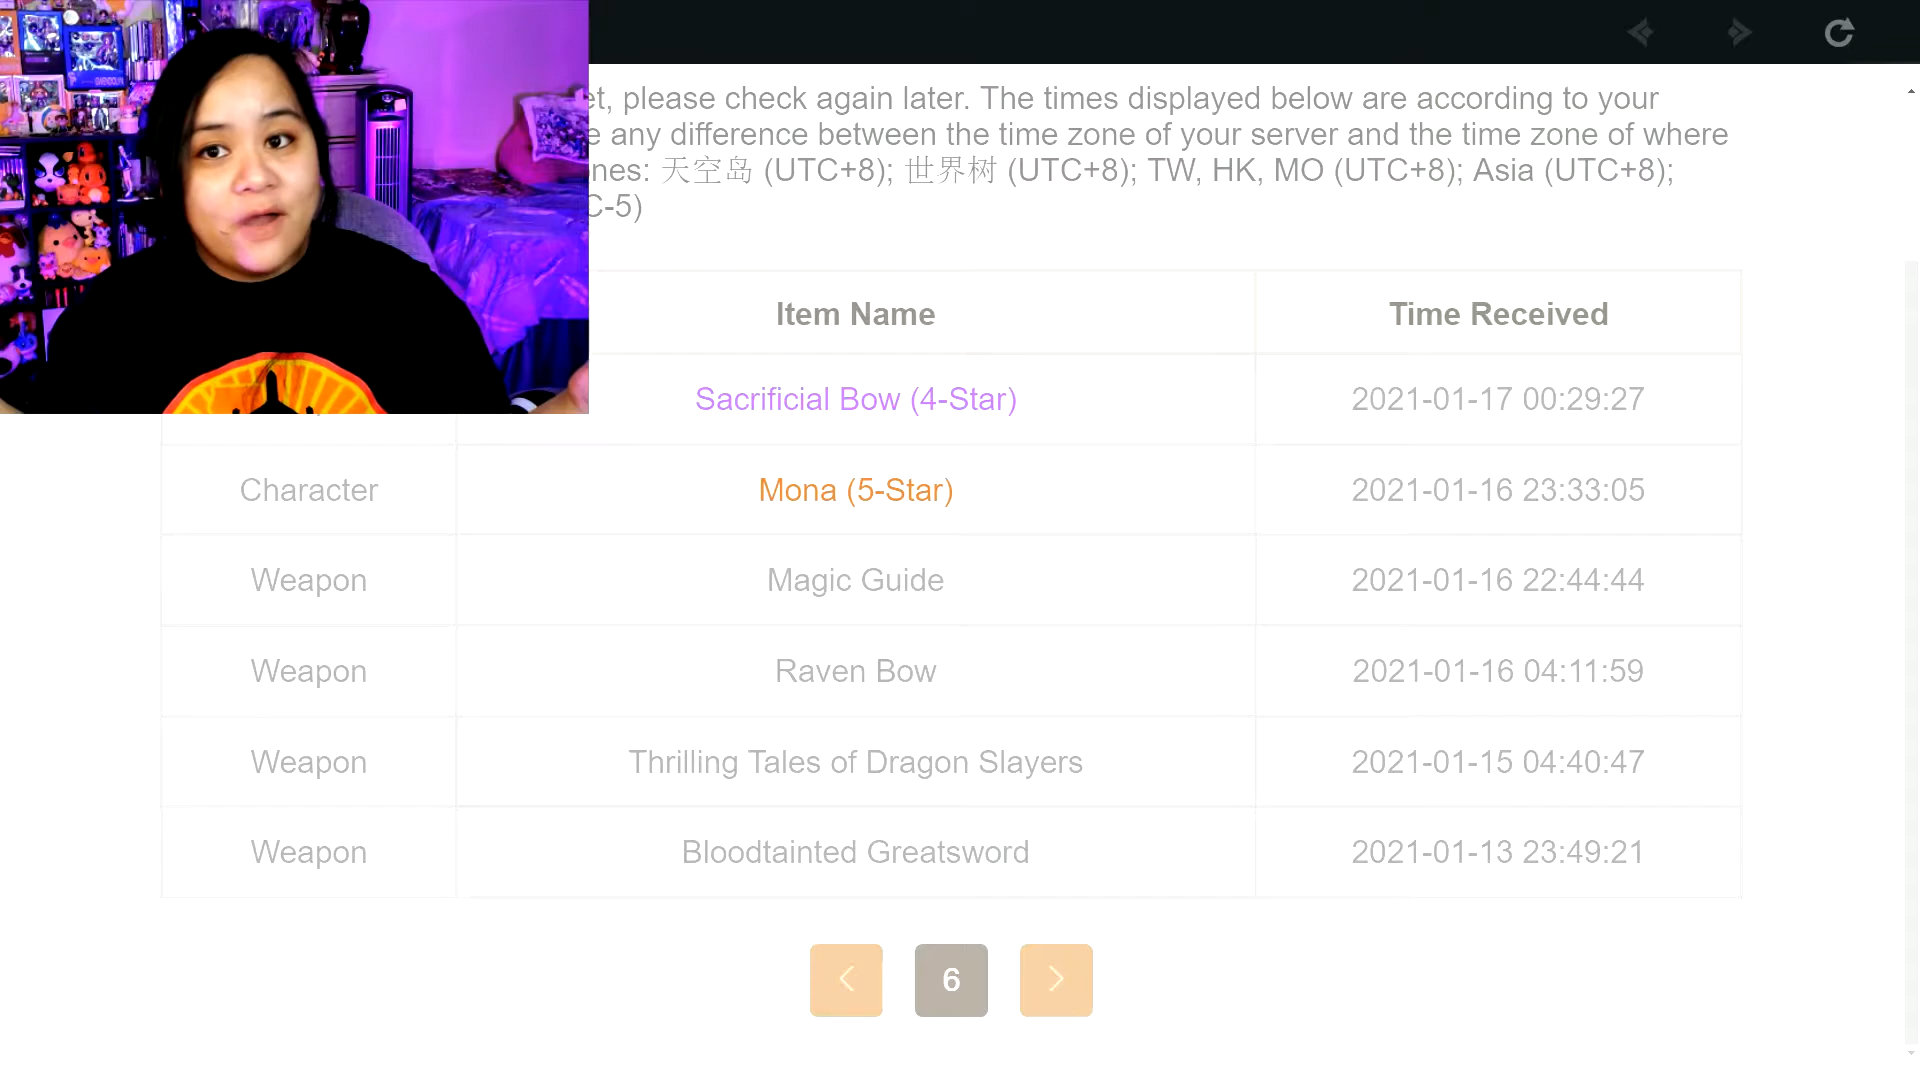 et, please check again later. The times displayed below are according to your
e any difference between the time zone of your server and the time zone of where
ones: 天空岛 (UTC+8); 世界树 (UTC+8); TW, HK, MO (UTC+8); Asia (UTC+8);
C-5)
Item Name Time Received
Sacrificial Bow (4-Star) 2021-01-17 00:29:27
Character Mona (5-Star) 2021-01-16 23:33:05
Weapon Magic Guide 2021-01-16 22:44:44
Weapon Raven Bow 2021-01-16 04:11:59
Weapon Thrilling Tales of Dragon Slayers 2021-01-15 04:40:47
Weapon Bloodtainted Greatsword 2021-01-13 23:49:21
6